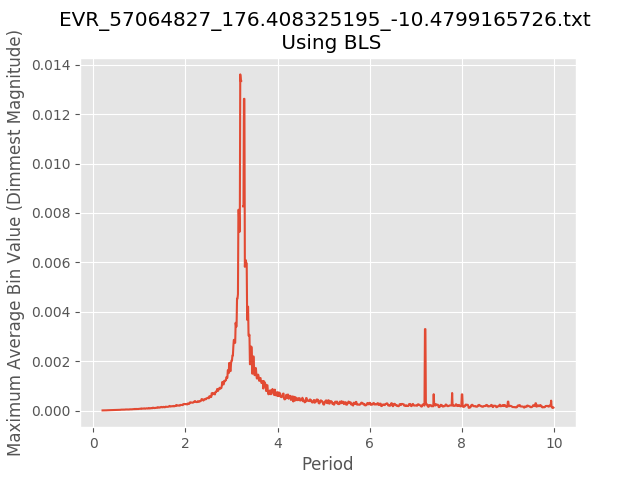 EVR_57064827_176.408325195_-10.4799165726.txt
Using BLS
Maximum Average Bin Value (Dimmest Magnitude)
0.014
0.012
0.010
0.008
0.006
0.004
0.002
0.000
0 2 4 6 8 10
Period